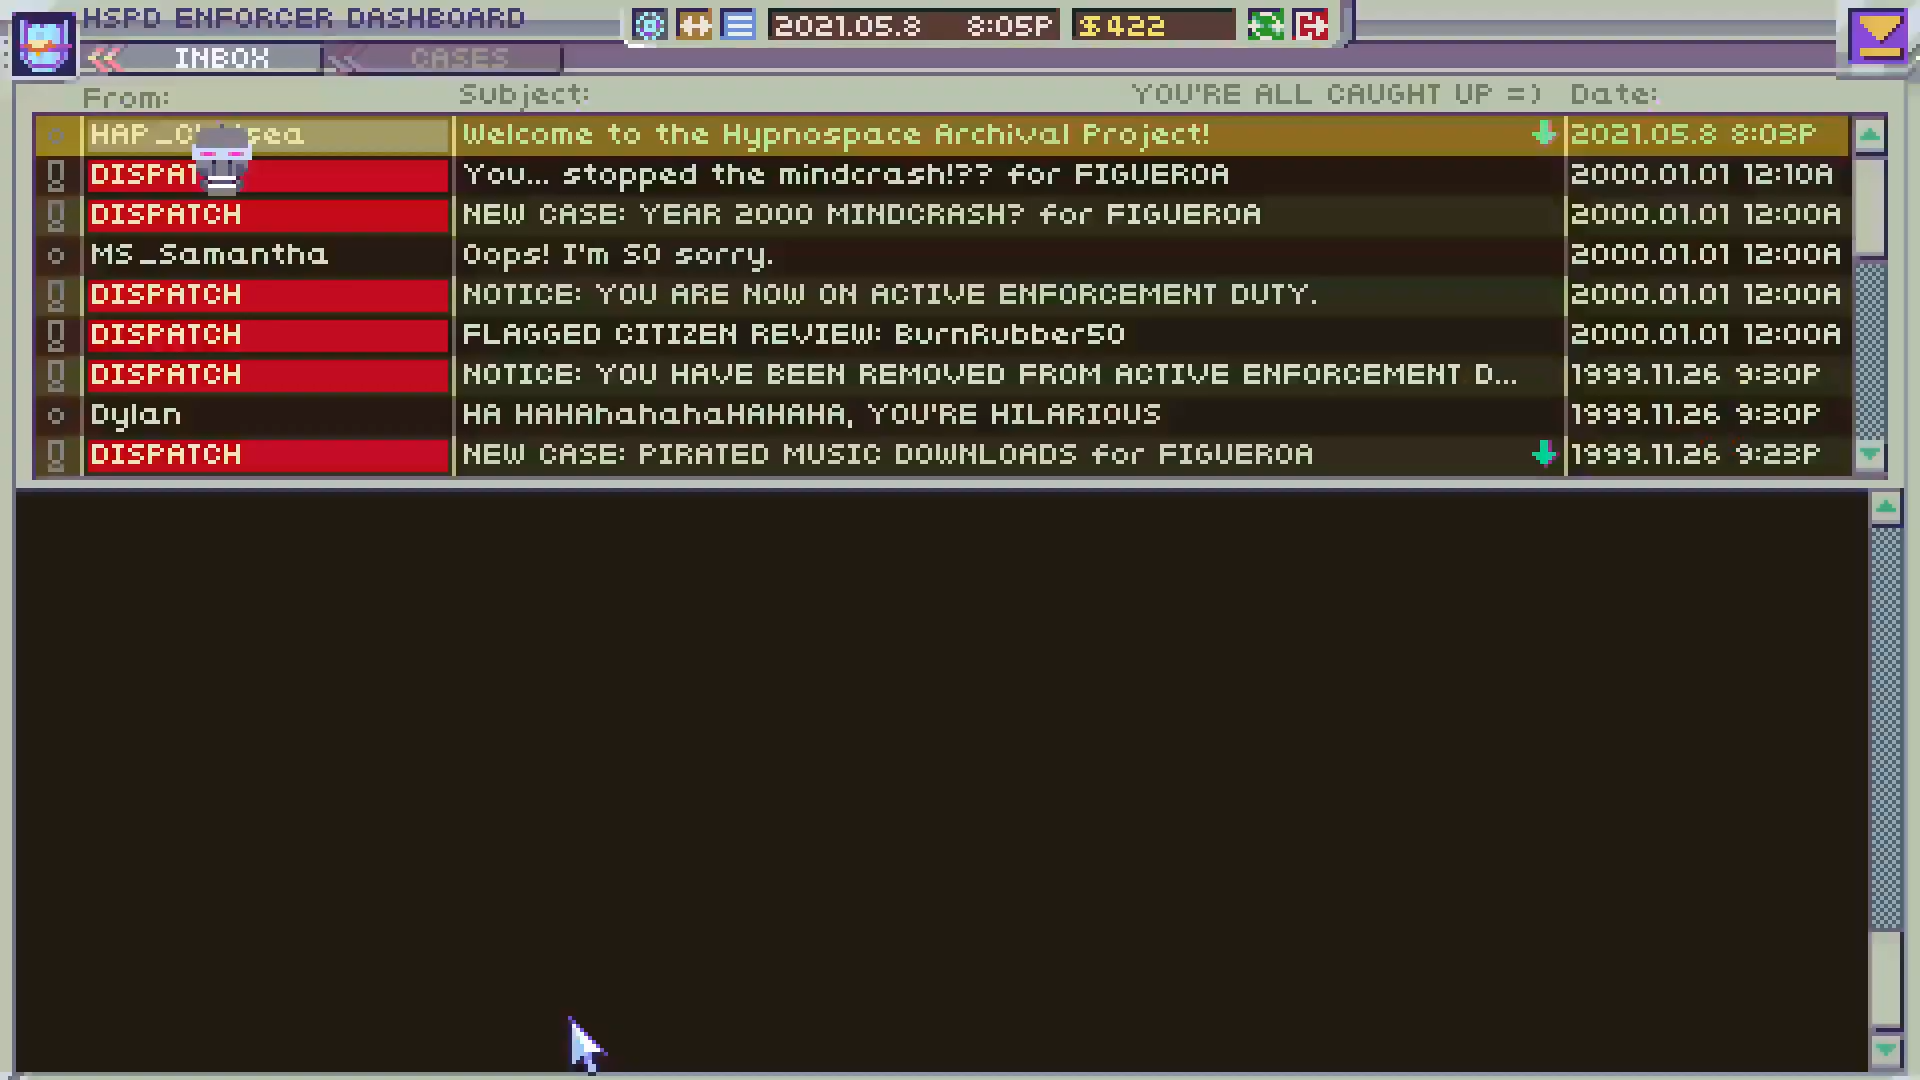 HSPD ENFORCER DASHBOARD
2021.05.8 8:05P $422
INBOX CASES
From: Subject: YOU'RE ALL CAUGHT UP =) Date:
Welcome to the Hypnospace Archival Project! 2021.05.8 8:03P
You... stopped the mindcrash!?? for FIGUEROA 2000.01.01 12:10A
DISPATCH NEW CASE: YEAR 2000 MINDCRASH? for FIGUEROA 2000.01.01 12:00A
MS_Samantha Oops! I'm SO sorry. 2000.01.01 12:00A
DISPATCH NOTICE: YOU ARE NOW ON ACTIVE ENFORCEMENT DUTY. 2000.01.01 12:00A
DISPATCH FLAGGED CITIZEN REVIEW: BurnRubber50 2000.01.01 12:00A
DISPATCH NOTICE: YOU HAVE BEEN REMOVED FROM ACTIVE ENFORCEMENT D... 1999.11.26 9:30P
Dylan HA HAHAhahahaHAHAHA, YOU'RE HILARIOUS 1999.11.26 9:30P
DISPATCH NEW CASE: PIRATED MUSIC DOWNLOADS for FIGUEROA 1999.11.26 9:23P